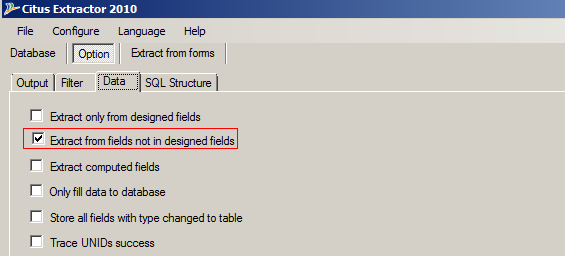 Citus Extractor 2010
File Configure Language Help
Database Option Extract from forms
Output Filter Data SQL Structure
Extract only from designed fields
Extract from fields not in designed fields
Extract computed fields
Only fill data to database
Store all fields with type changed to table
Trace UNIDs success